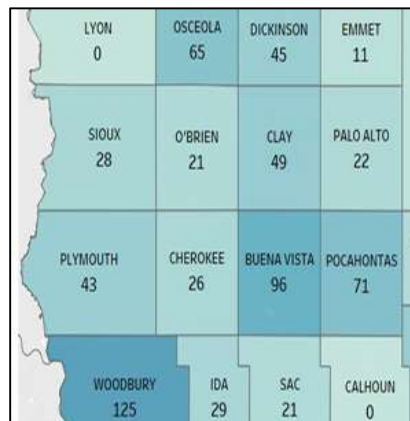 LYON OSCEOLA DICKINSON EMMET
0 65 45 11
SIOUX O'BRIEN CLAY PALO ALTO
28 21 49 22
PLYMOUTH CHEROKEE BUENA VISTA POCAHONTAS
43 26 96 71
WOODBURY IDA SAC CALHOUN
125 29 21 0